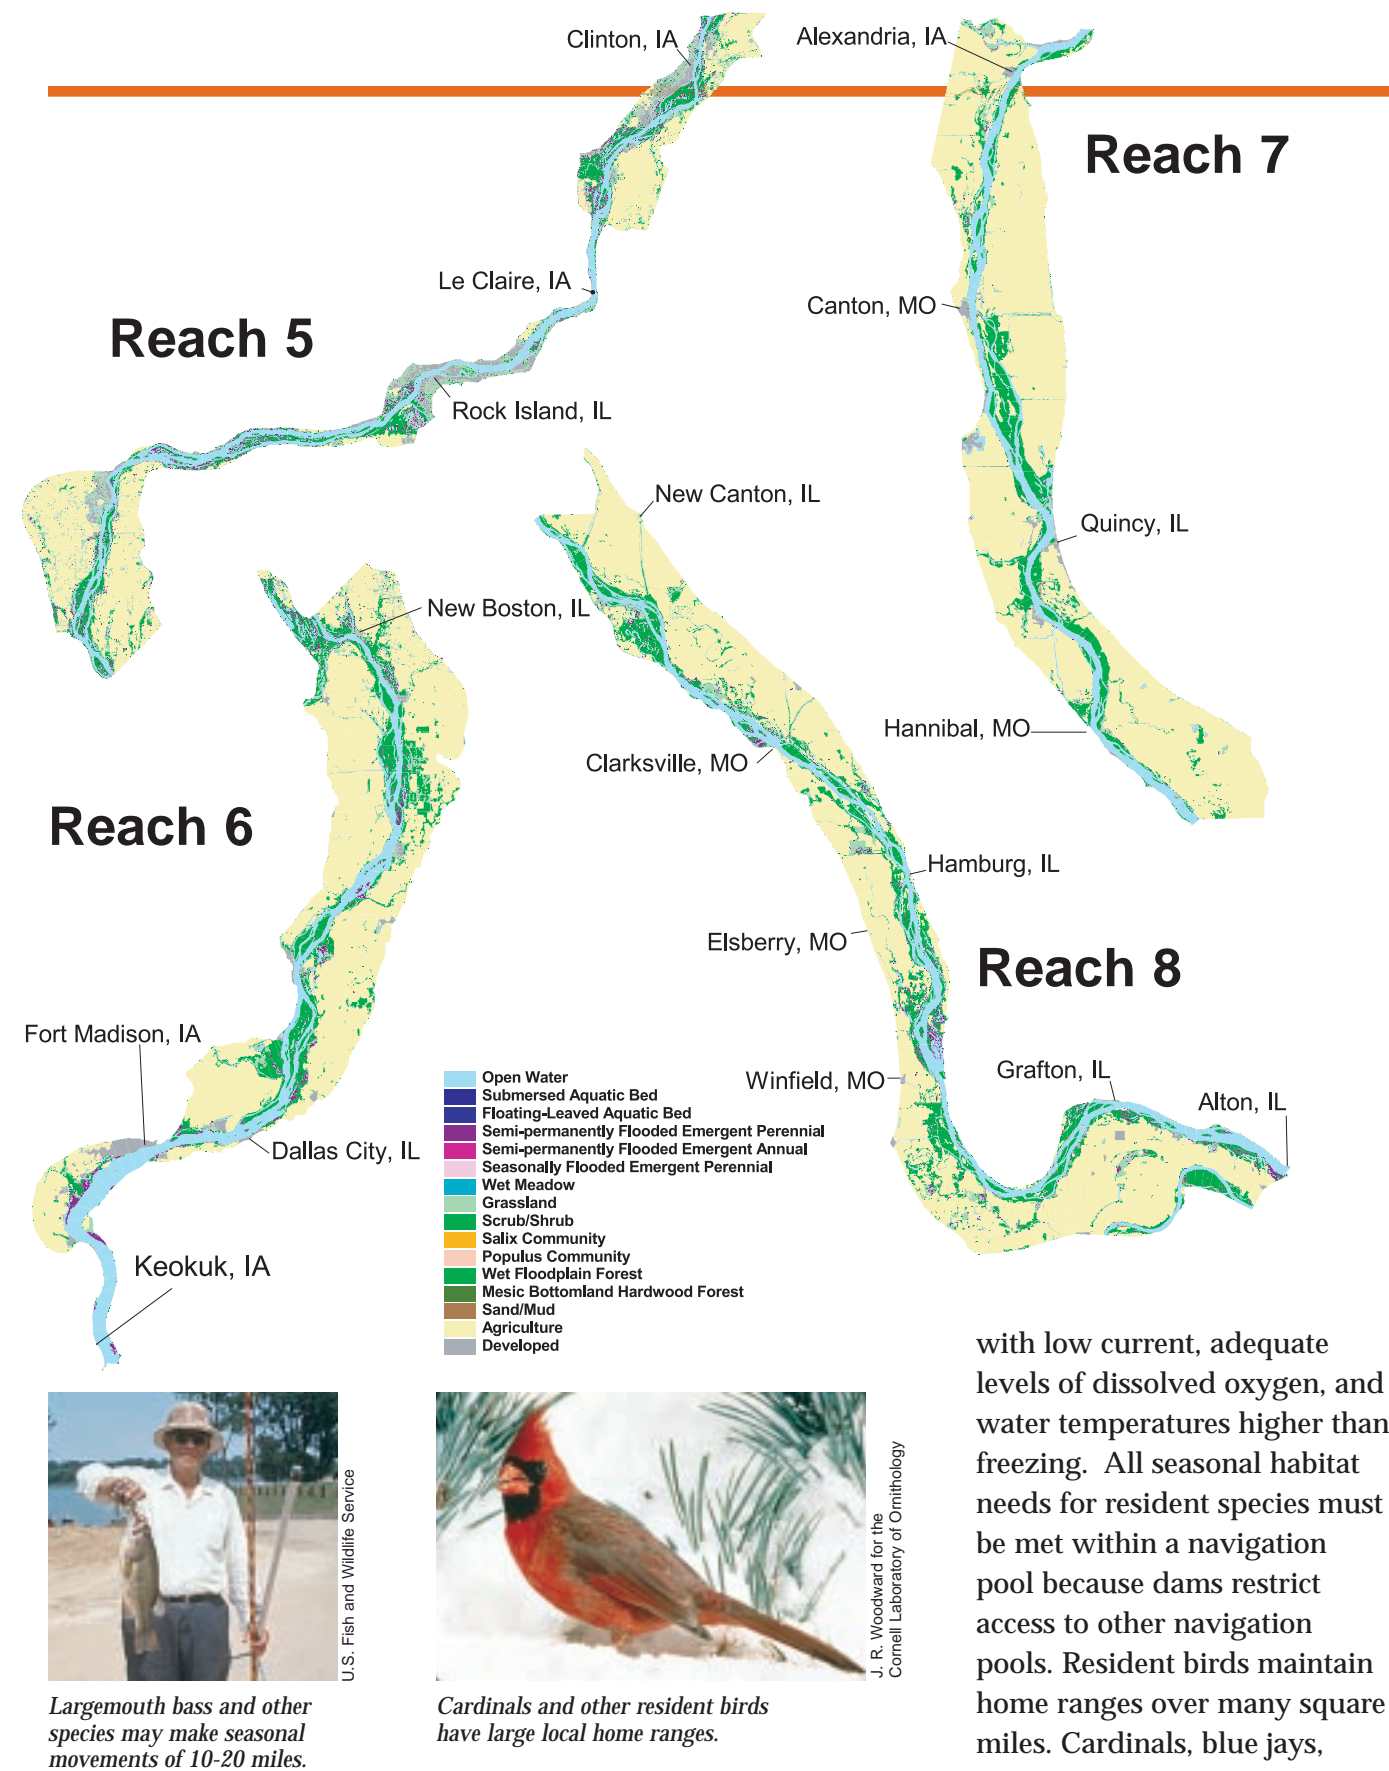 Clinton, IA
Alexandria, IA
Reach 7
Le Claire, IA
Canton, MO
Reach 5
Rock Island, IL
New Canton, IL
Quincy, IL
New Boston, IL
Hannibal, MO
Clarksville, MO
Reach 6
Hamburg, IL
Elsberry, MO
Reach 8
Fort Madison, IA
Grafton, IL
Winfield, MO
Alton, IL
Dallas City, IL
Keokuk, IA
Open Water
Submersed Aquatic Bed
Floating-Leaved Aquatic Bed
Semi-permanently Flooded Emergent Perennial
Semi-permanently Flooded Emergent Annual
Seasonally Flooded Emergent Perennial
Wet Meadow
Grassland
Scrub/Shrub
Salix Community
Populus Community
Wet Floodplain Forest
Mesic Bottomland Hardwood Forest
Sand/Mud
Agriculture
Developed
U.S. Fish and Wildlife Service
Largemouth bass and other
species may make seasonal
movements of 10-20 miles.
J. R. Woodward for the
Cornell Laboratory of Ornithology
Cardinals and other resident birds
have large local home ranges.
with low current, adequate
levels of dissolved oxygen, and
water temperatures higher than
freezing.  All seasonal habitat
needs for resident species must
be met within a navigation
pool because dams restrict
access to other navigation
pools. Resident birds maintain
home ranges over many square
miles. Cardinals, blue jays,